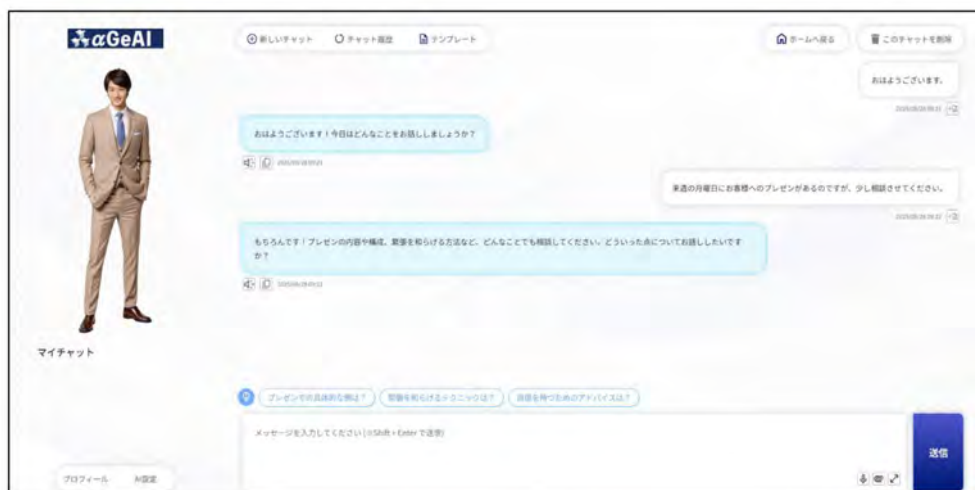 αGeAI
新しいチャット
チャット履歴
テンプレート
ホームへ戻る
このチャットを削除
おはようございます。
おはようございます！今日はどんなことをお話ししましょうか？
来週の月曜日にお客様へのプレゼンがあるのですが、少し相談させてください。
もちろんです！プレゼンの内容や構成、緊張を和らげる方法など、どんなことでも相談してください。どういった点についてお話ししたいです
か？
マイチャット
プレゼンの具体的な例は？
緊張を和らげるテクニックは？
自信を持つためのアドバイスは？
メッセージを入力してください (※Shift + Enter で送信)
送信
プロフィール
AI設定